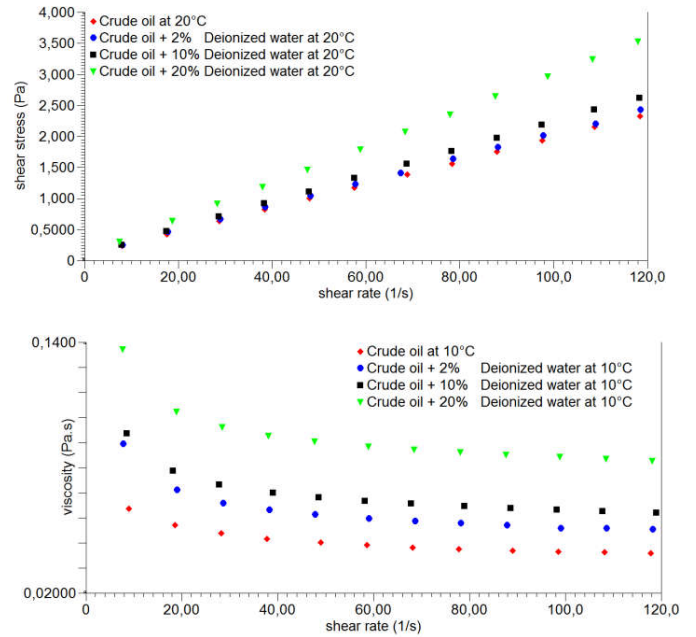 Crude oil at 20°C
Crude oil + 2% Deionized water at 20°C
Crude oil + 10% Deionized water at 20°C
Crude oil + 20% Deionized water at 20°C
4,000
3,500
3,000
2,500
2,000
1,500
1,000
0,5000
0
shear stress (Pa)
0 20,00 40,00 60,00 80,00 100,0 120,0
shear rate (1/s)
0,1400
Crude oil at 10°C
Crude oil + 2% Deionized water at 10°C
Crude oil + 10% Deionized water at 10°C
Crude oil + 20% Deionized water at 10°C
viscosity (Pa.s)
0,02000
0 20,00 40,00 60,00 80,00 100,0 120,0
shear rate (1/s)